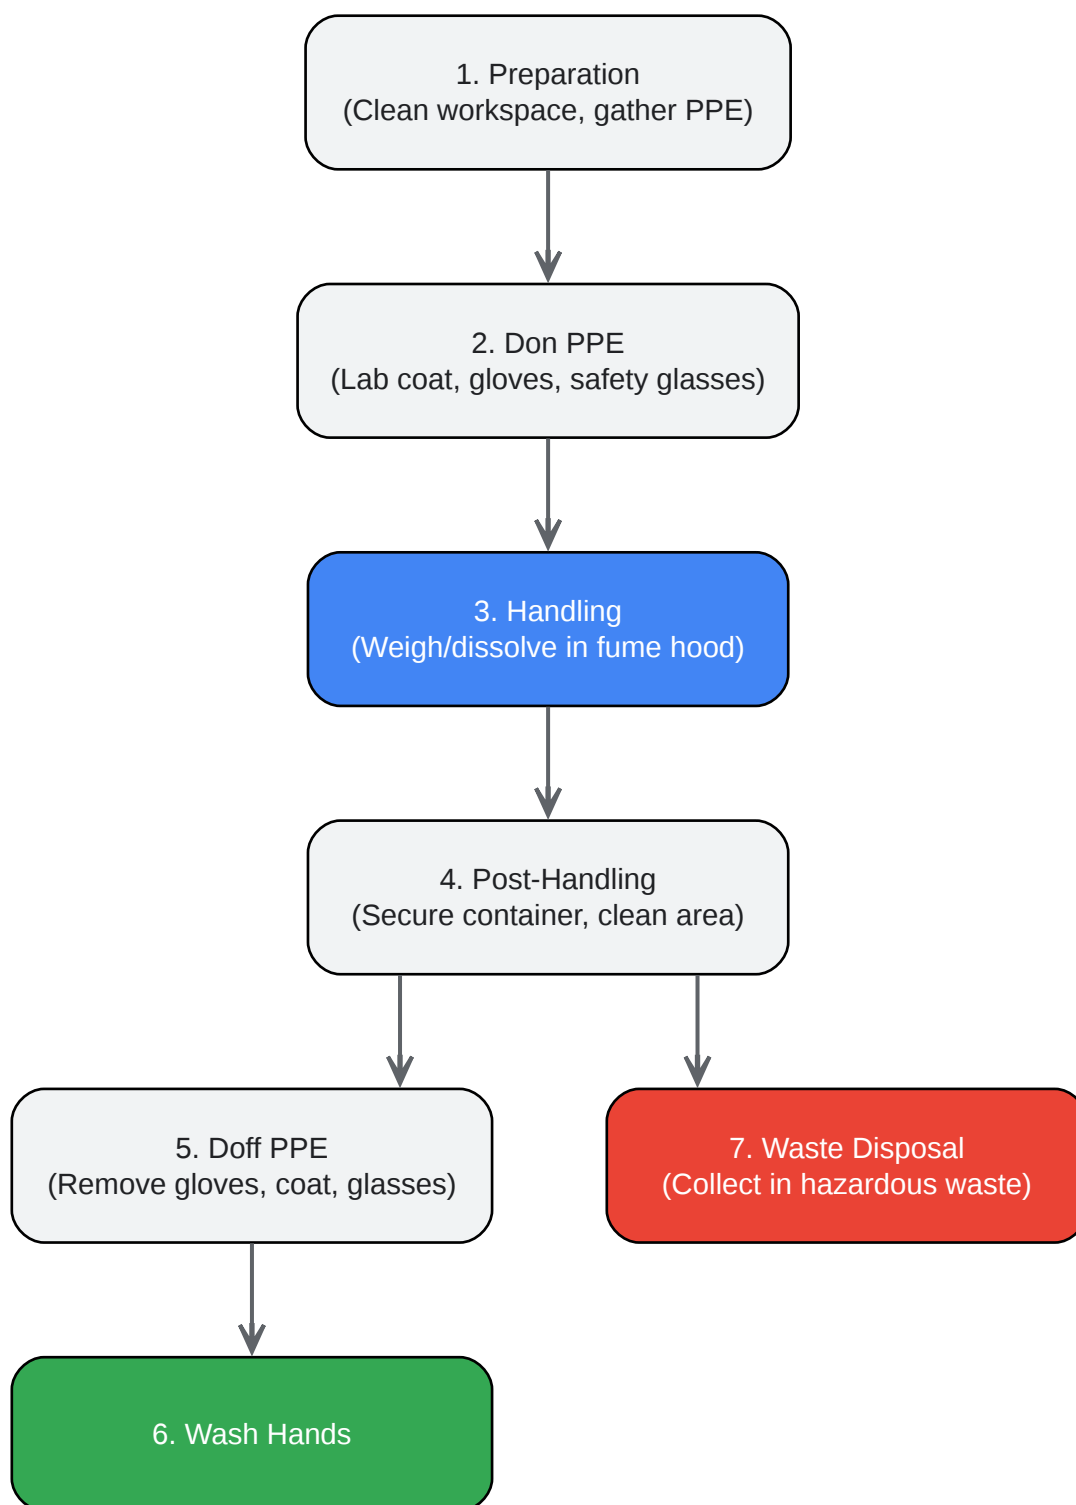 1. Preparation
(Clean workspace, gather PPE)
2. Don PPE
(Lab coat, gloves, safety glasses)
3. Handling
(Weigh/dissolve in fume hood)
4. Post-Handling
(Secure container, clean area)
5. Doff PPE
(Remove gloves, coat, glasses)
7. Waste Disposal
(Collect in hazardous waste)
6. Wash Hands